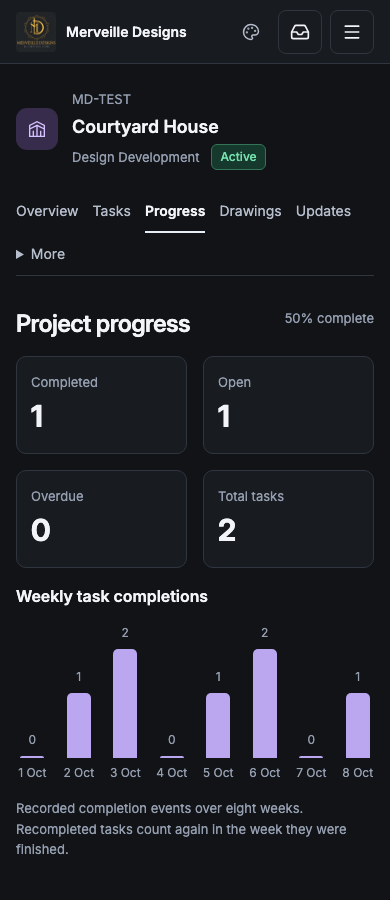 Merveille Designs
MD-TEST
Courtyard House
Design Development Active
Overview Tasks Progress Drawings Updates
More
Project progress
50% complete
Completed
1
Open
1
Overdue
0
Total tasks
2
Weekly task completions
0 1 2 0 1 2 0 1
1 Oct 2 Oct 3 Oct 4 Oct 5 Oct 6 Oct 7 Oct 8 Oct
Recorded completion events over eight weeks.
Recompleted tasks count again in the week they were
finished.